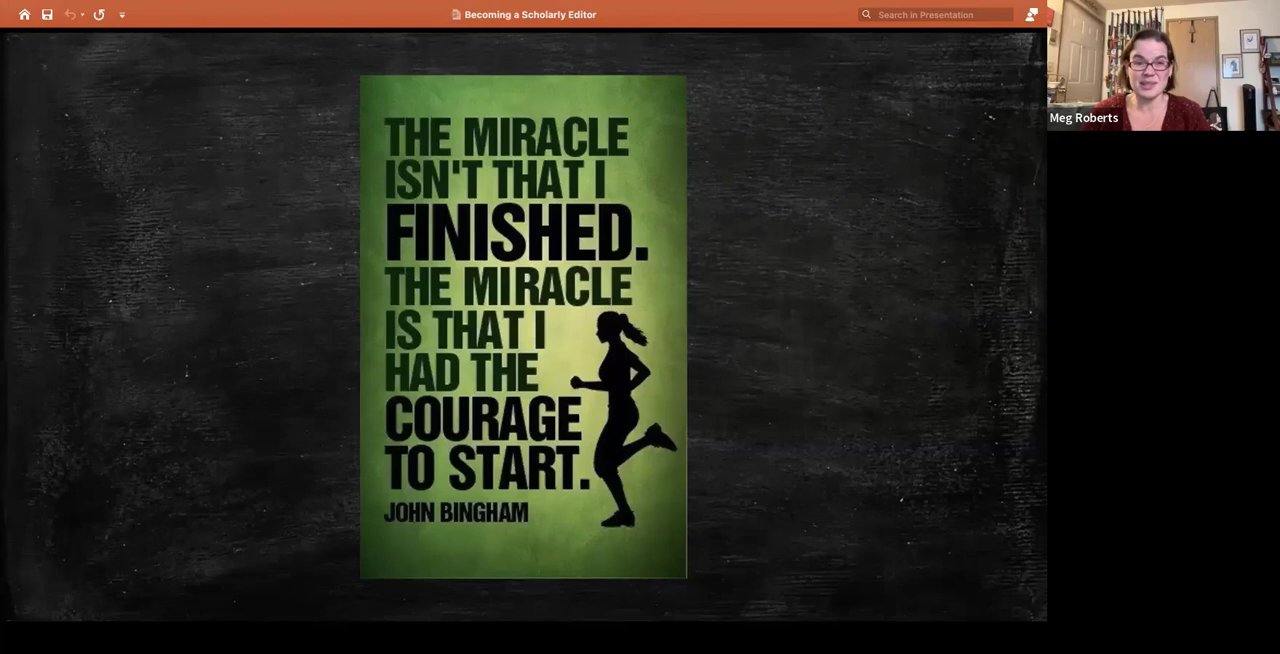 Becoming a Scholarly Editor
Search in Presentation
Meg Roberts
THE MIRACLE
ISN'T THAT I
FINISHED.
THE MIRACLE
IS THAT I
HAD THE
COURAGE
TO START.
JOHN BINGHAM